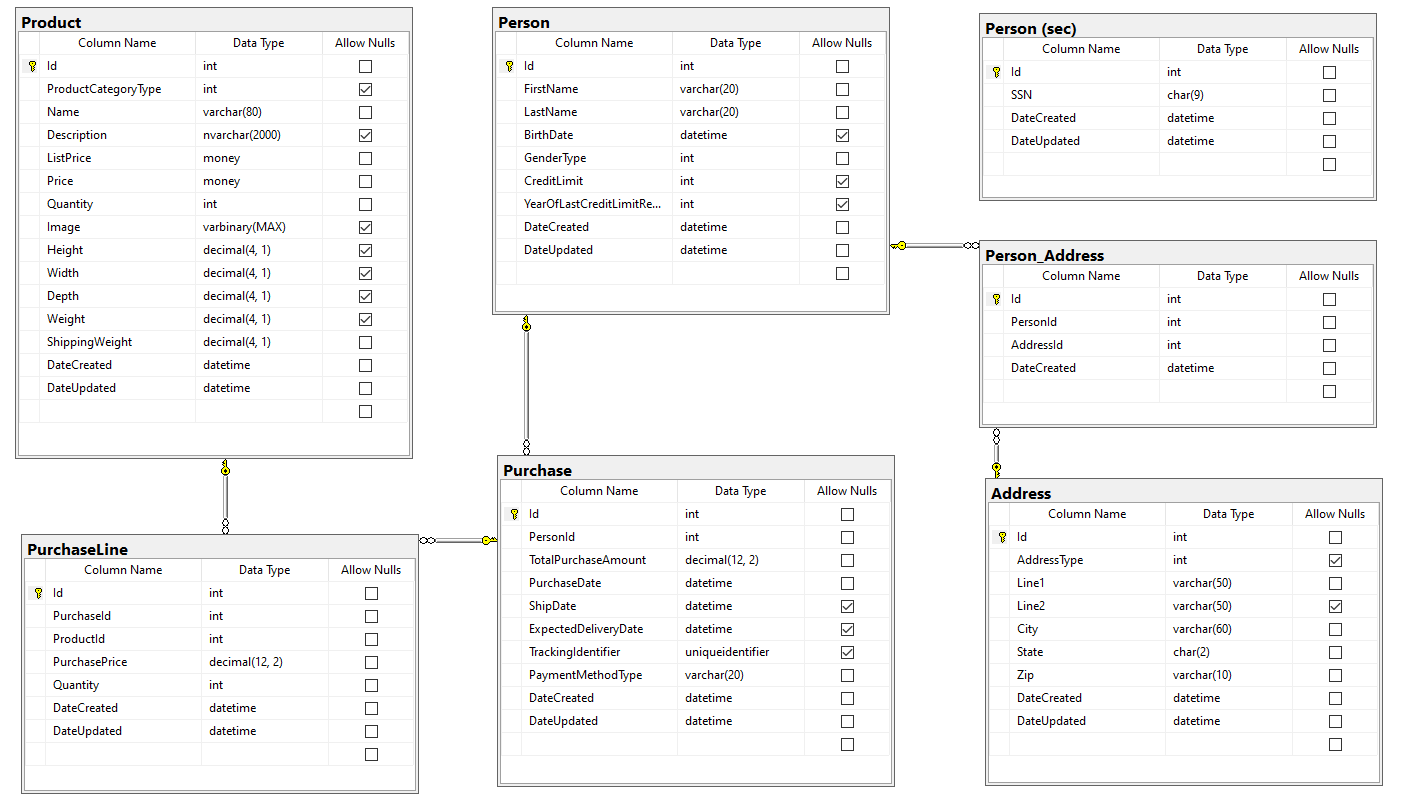 Product
Column Name Data Type Allow Nulls
Id int
ProductCategoryType int
Name varchar(80)
Description nvarchar(2000)
ListPrice money
Price money
Quantity int
Image varbinary(MAX)
Height decimal(4, 1)
Width decimal(4, 1)
Depth decimal(4, 1)
Weight decimal(4, 1)
ShippingWeight decimal(4, 1)
DateCreated datetime
DateUpdated datetime
Person
Column Name Data Type Allow Nulls
Id int
FirstName varchar(20)
LastName varchar(20)
BirthDate datetime
GenderType int
CreditLimit int
YearOfLastCreditLimitRe... int
DateCreated datetime
DateUpdated datetime
Person (sec)
Column Name Data Type Allow Nulls
Id int
SSN char(9)
DateCreated datetime
DateUpdated datetime
Person_Address
Column Name Data Type Allow Nulls
Id int
PersonId int
AddressId int
DateCreated datetime
PurchaseLine
Column Name Data Type Allow Nulls
Id int
PurchaseId int
ProductId int
PurchasePrice decimal(12, 2)
Quantity int
DateCreated datetime
DateUpdated datetime
Purchase
Column Name Data Type Allow Nulls
Id int
PersonId int
TotalPurchaseAmount decimal(12, 2)
PurchaseDate datetime
ShipDate datetime
ExpectedDeliveryDate datetime
TrackingIdentifier uniqueidentifier
PaymentMethodType varchar(20)
DateCreated datetime
DateUpdated datetime
Address
Column Name Data Type Allow Nulls
Id int
AddressType int
Line1 varchar(50)
Line2 varchar(50)
City varchar(60)
State char(2)
Zip varchar(10)
DateCreated datetime
DateUpdated datetime